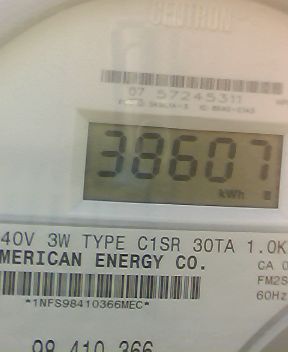 CENTRON
07 57245311
38607
kWh
40V 3W TYPE C1SR 30TA 1.0K
MERICAN ENERGY CO.
CA 0
FM2S
60Hz
*1NFS98410366MEC*
98 410 366